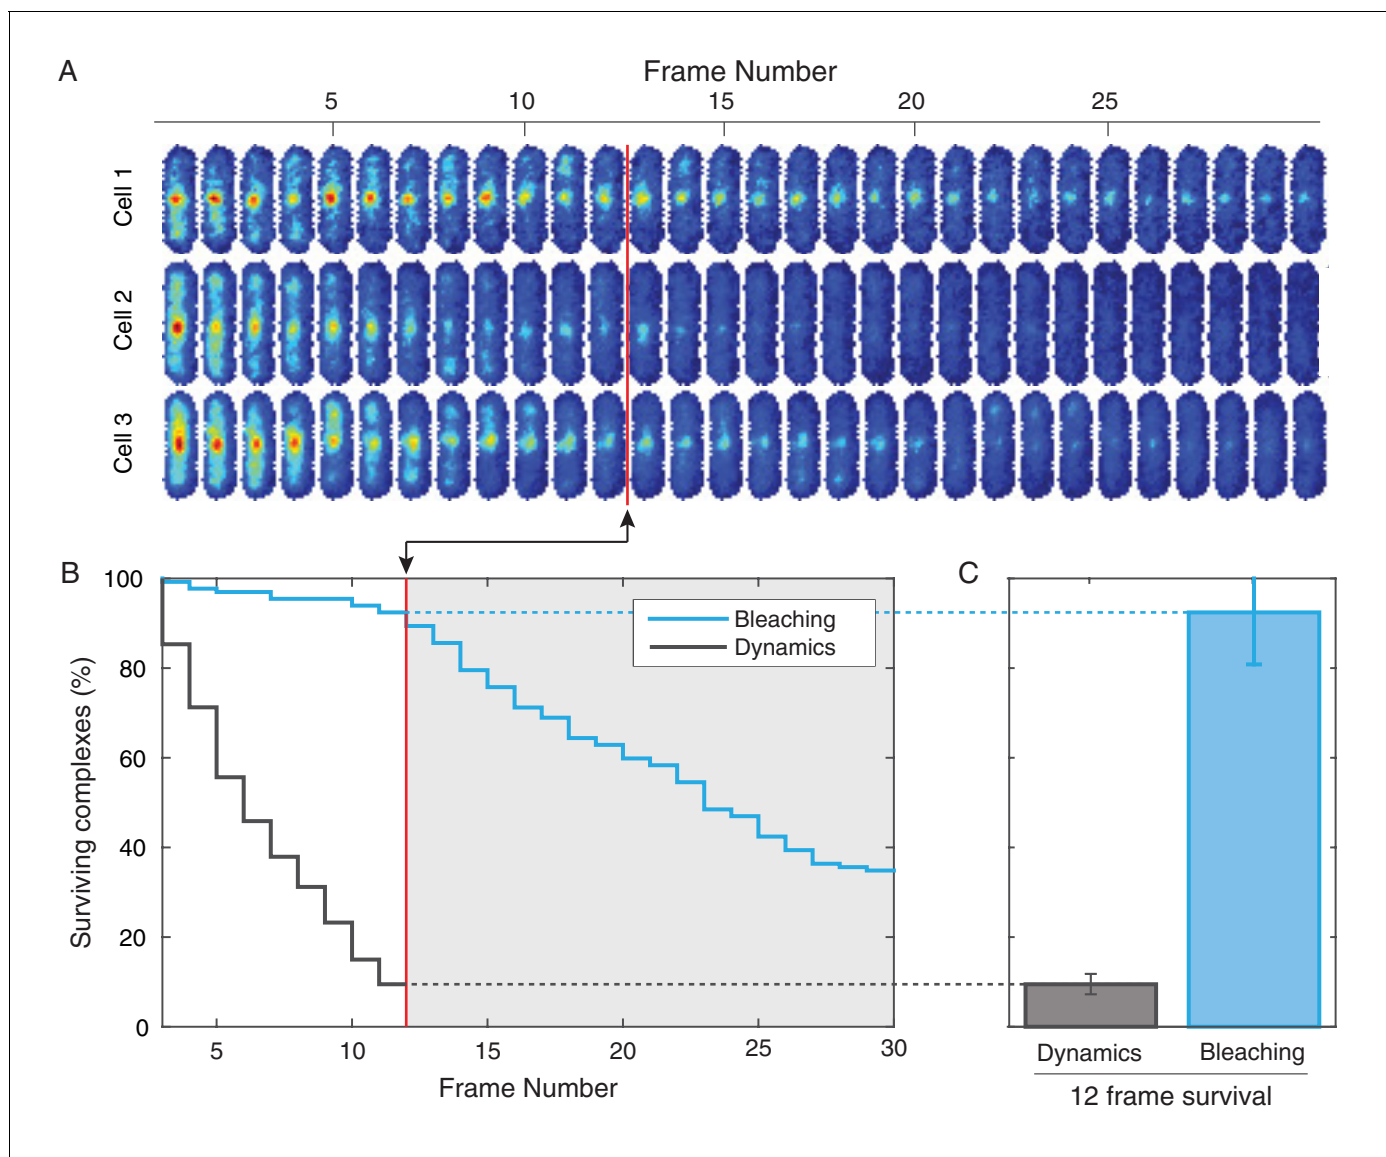 A
Frame Number
5 10 15 20 25
Cell 1
Cell 2
Cell 3
B
C
100
80
60
40
20
0
Surviving complexes (%)
Bleaching
Dynamics
5 10 15 20 25 30
Frame Number
Dynamics Bleaching
12 frame survival